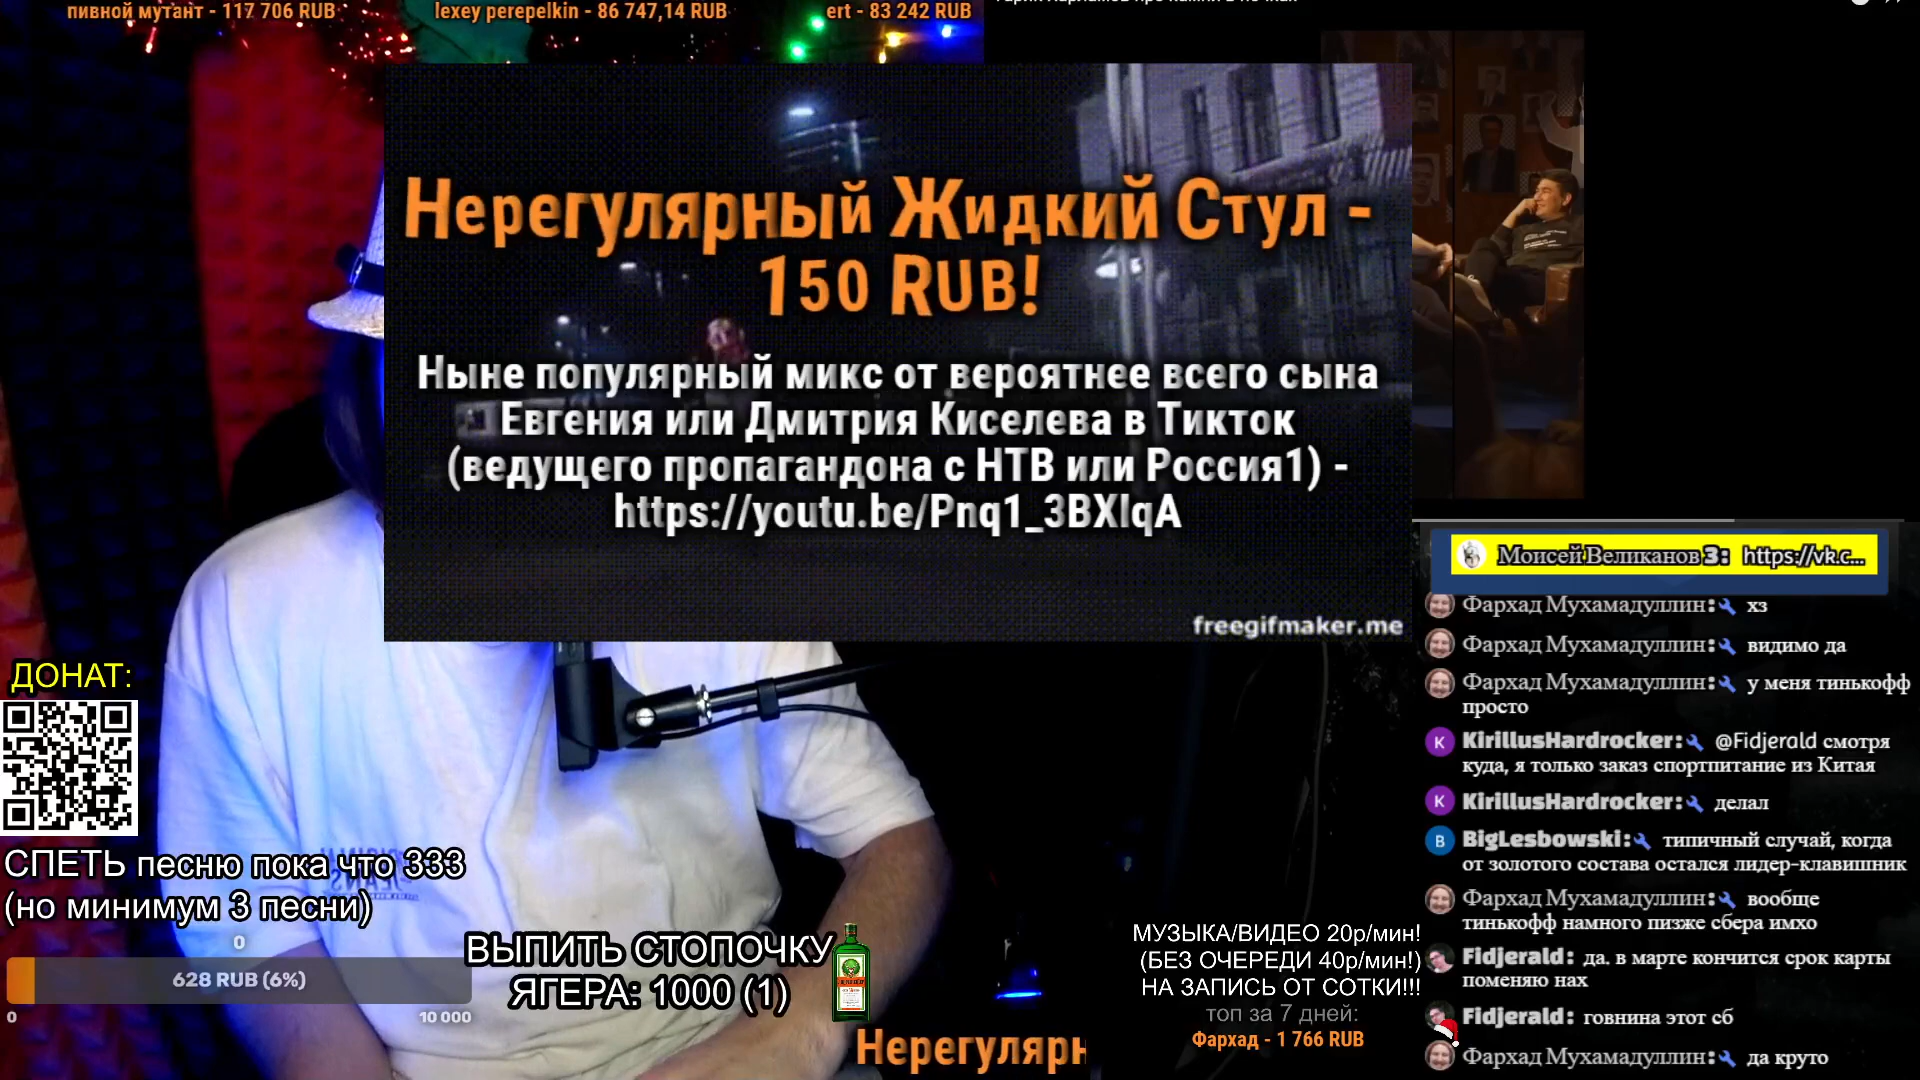 пивной мутант - 117 706 RUB
lexey perepelkin - 86 747,14 RUB
ert - 83 242 RUB
Нерегулярный Жидкий Стул -
150 RUB!
Ныне популярный микс от вероятнее всего сына
Евгения или Дмитрия Киселева в Тикток
(ведущего пропагандона с НТВ или Россия1) -
https://youtu.be/Pnq1_3BXlqA
freegifmaker.me
ДОНАТ:
СПЕТЬ песню пока что 333
(но минимум 3 песни)
0
628 RUB (6%)
0
10 000
ВЫПИТЬ СТОПОЧКУ
ЯГЕРА: 1000 (1)
Нерегулярн
МУЗЫКА/ВИДЕО 20р/мин!
(БЕЗ ОЧЕРЕДИ 40р/мин!)
НА ЗАПИСЬ ОТ СОТКИ!!!
топ за 7 дней:
Фархад - 1 766 RUB
Моисей Великанов 3: https://vk.c...
Фархад Мухамадуллин: хз
Фархад Мухамадуллин: видимо да
Фархад Мухамадуллин: у меня тинькофф
просто
K KirillusHardrocker: @Fidjerald смотря
куда, я только заказ спортпитание из Китая
K KirillusHardrocker: делал
B BigLesbowski: типичный случай, когда
от золотого состава остался лидер-клавишник
Фархад Мухамадуллин: вообще
тинькофф намного пизже сбера имхо
Fidjerald: да. в марте кончится срок карты
поменяю нах
Fidjerald: говнина этот сб
Фархад Мухамадуллин: да круто